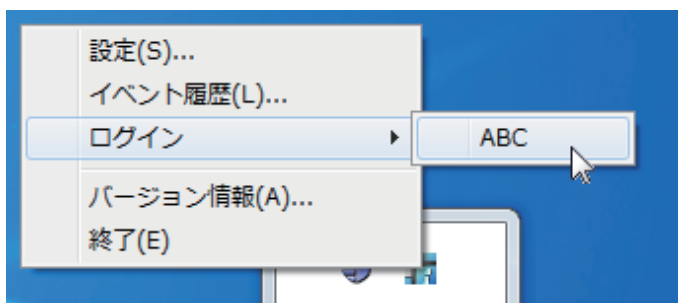 設定(S)...
イベント履歴(L)...
ログイン
ABC
バージョン情報(A)...
終了(E)